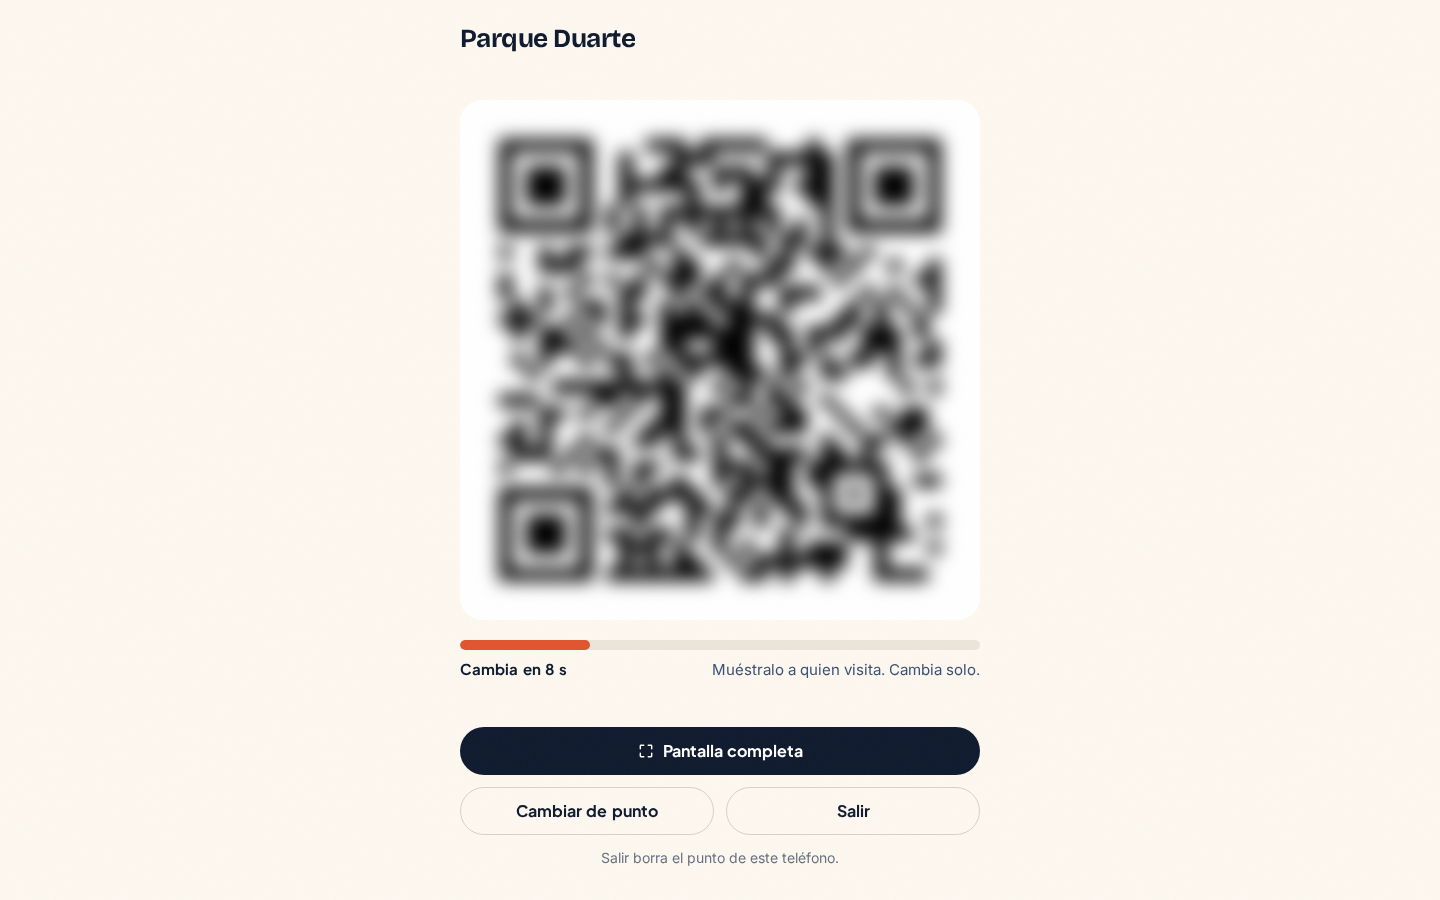 Parque Duarte
Cambia en 8 s
Muéstralo a quien visita. Cambia solo.
Pantalla completa
Cambiar de punto
Salir
Salir borra el punto de este teléfono.